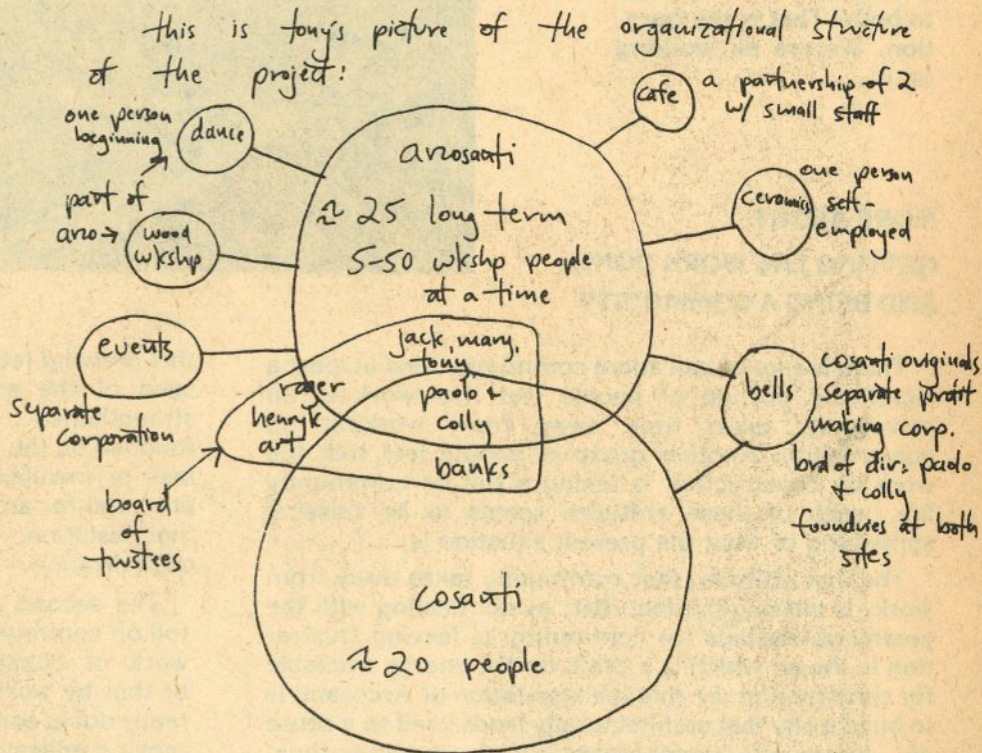 this is tony's picture of the organizational structure
of the project:
one person
beginning
dance
cafe
a partnership of 2
w/ small staff
arcosanti
part of
arco
wood
wkshp
≈ 25 long term
5-50 wkshp people
at a time
ceramics
one person
self-
employed
events
separate
corporation
jack, mary,
tony
roger
henryk
art
paolo +
colly
banks
bells
cosanti originals
separate profit
making corp.
brd of dir: paolo
+ colly
foundries at both
sites
board
of
trustees
cosanti
≈ 20 people